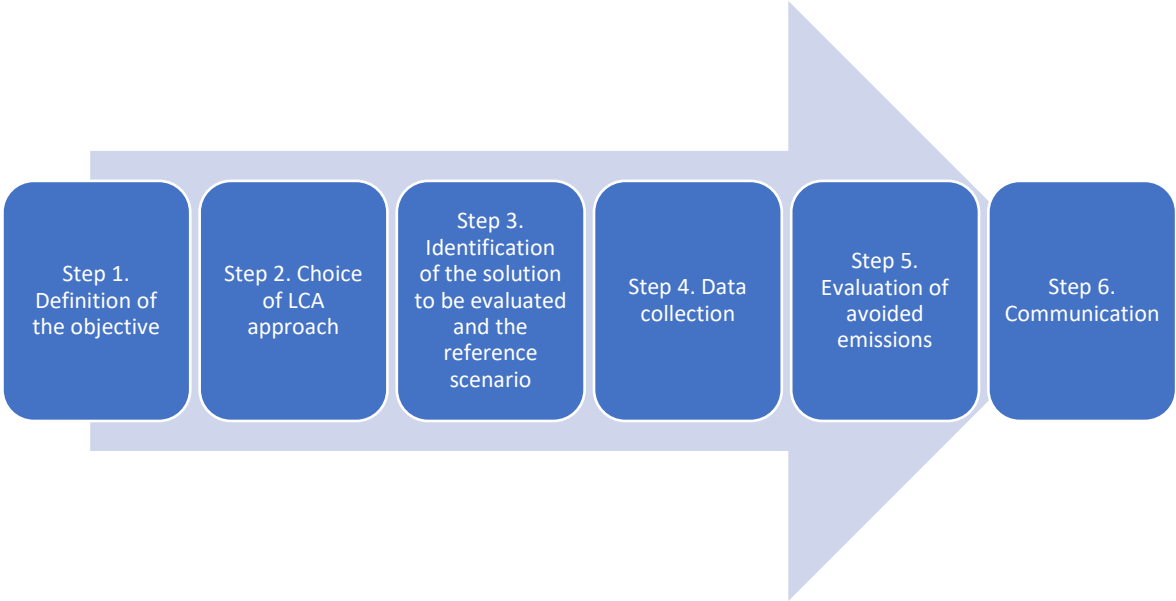 Step 1.
Definition of
the objective
Step 2. Choice
of LCA
approach
Step 3.
Identification
of the solution
to be evaluated
and the
reference
scenario
Step 4. Data
collection
Step 5.
Evaluation of
avoided
emissions
Step 6.
Communication